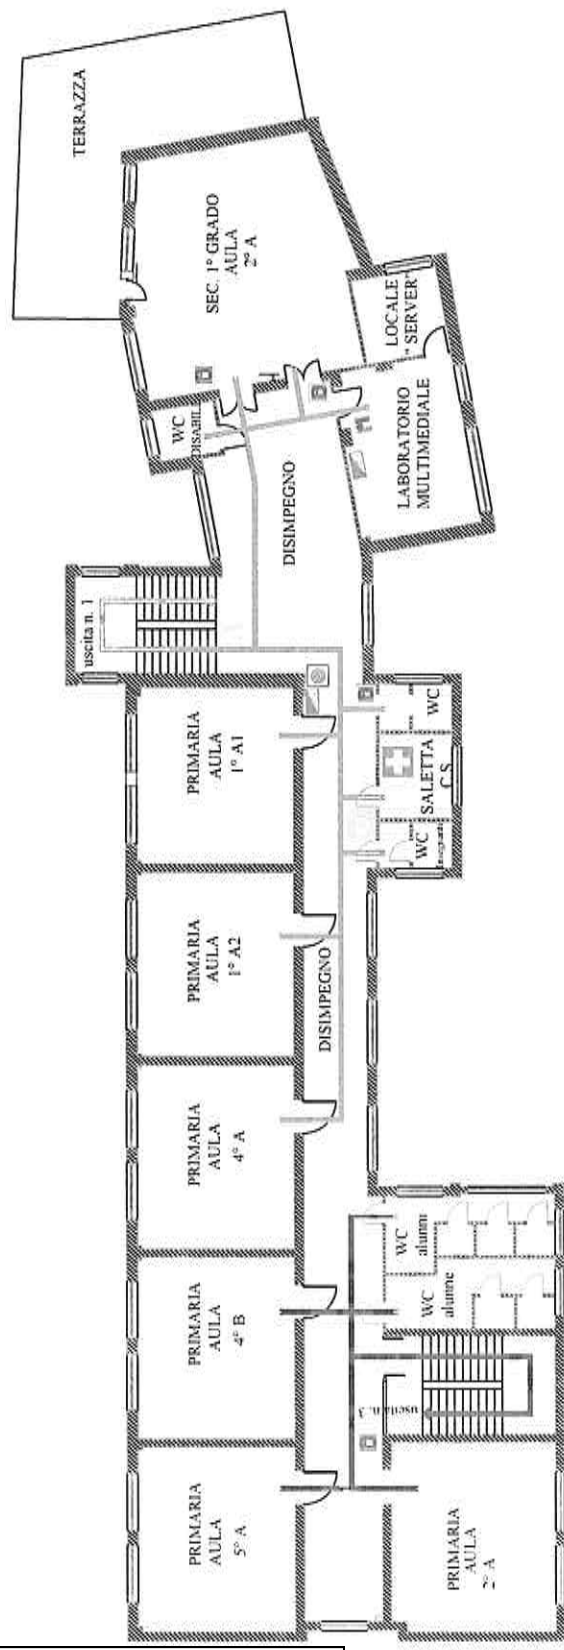 TERRAZZA
SEC. 1° GRADO
AULA
2° A
LOCALE
" SERVER"
WC
DISABILI
LABORATORIO
MULTIMEDIALE
DISIMPEGNO
uscita n. 1
PRIMARIA
AULA
1° A1
WC
SALETTA
C.S.
WC
Insegnanti
PRIMARIA
AULA
1° A2
DISIMPEGNO
PRIMARIA
AULA
4° A
WC
alunni
WC
alunne
PRIMARIA
AULA
4° B
uscita n. 3
PRIMARIA
AULA
5° A
PRIMARIA
AULA
2° A